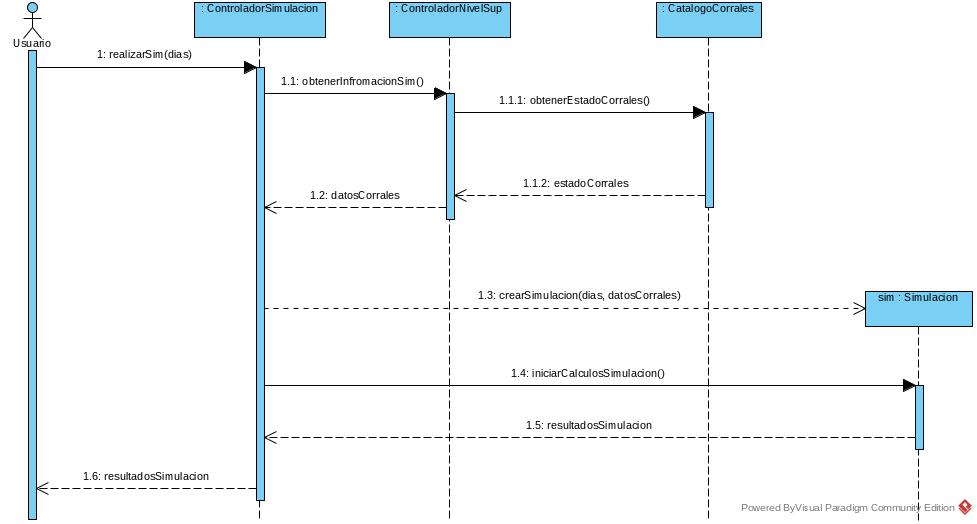 : ControladorSimulacion
: ControladorNivelSup
: CatalogoCorrales
Usuario
1: realizarSim(dias)
1.1: obtenerInfromacionSim()
1.1.1: obtenerEstadoCorrales()
1.1.2: estadoCorrales
1.2: datosCorrales
1.3: crearSimulacion(dias, datosCorrales)
sim : Simulacion
1.4: iniciarCalculosSimulacion()
1.5: resultadosSimulacion
1.6: resultadosSimulacion
Powered ByVisual Paradigm Community Edition